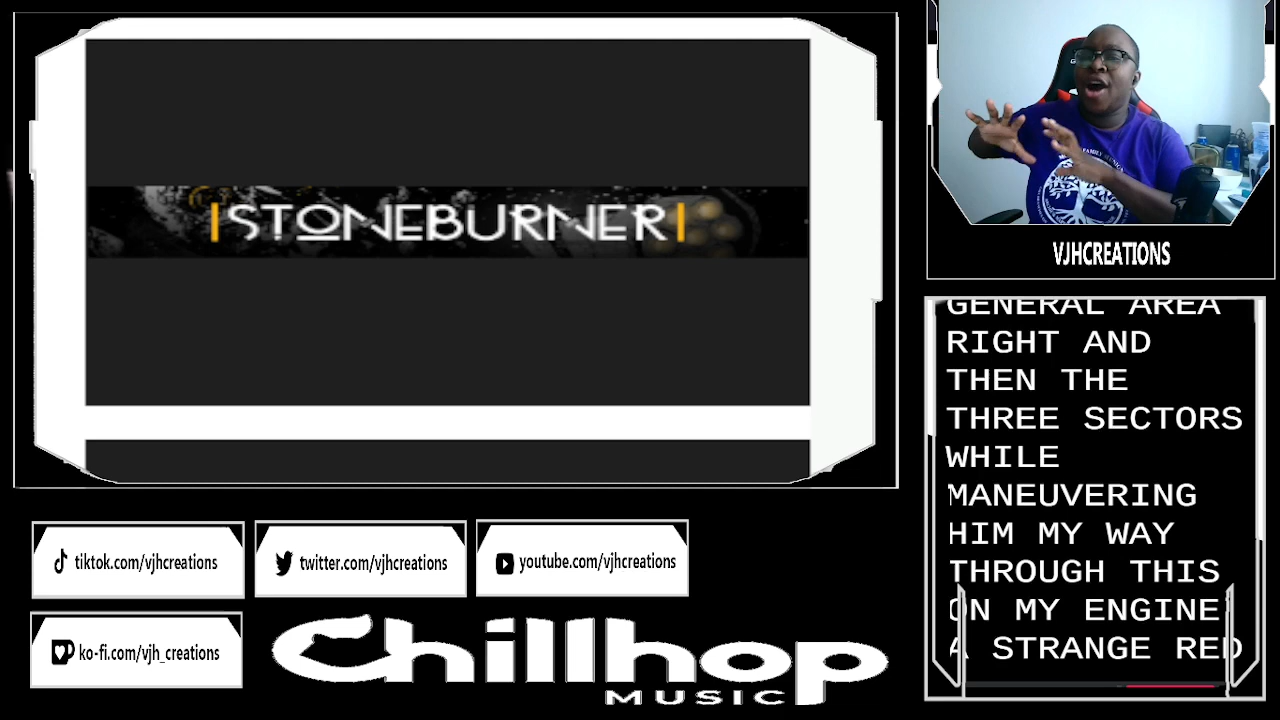 |STONEBURNER|
VJHCREATIONS
GENERAL AREA
RIGHT AND
THEN THE
THREE SECTORS
WHILE
MANEUVERING
HIM MY WAY
THROUGH THIS
ON MY ENGINE
A STRANGE RED
tiktok.com/vjhcreations
twitter.com/vjhcreations
youtube.com/vjhcreations
ko-fi.com/vjh_creations
Chillhop
MUSIC